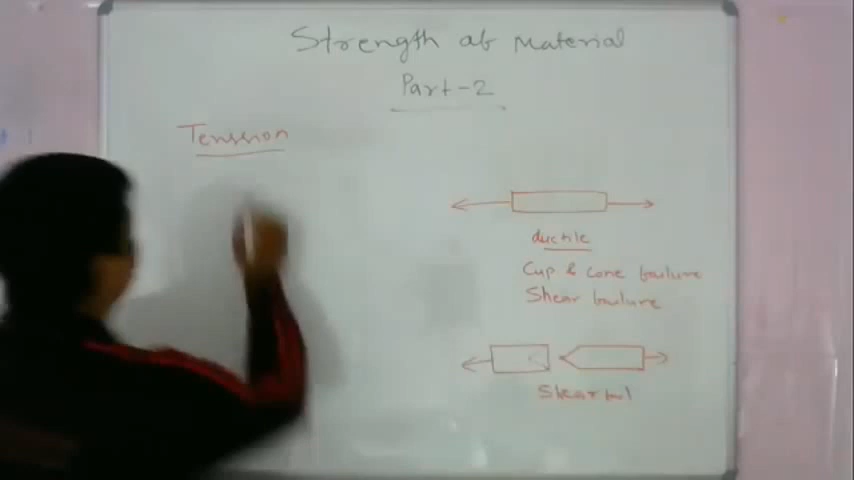 Strength of Material
Part-2
Tension
ductile
Cup & cone failure
Shear failure
Shear